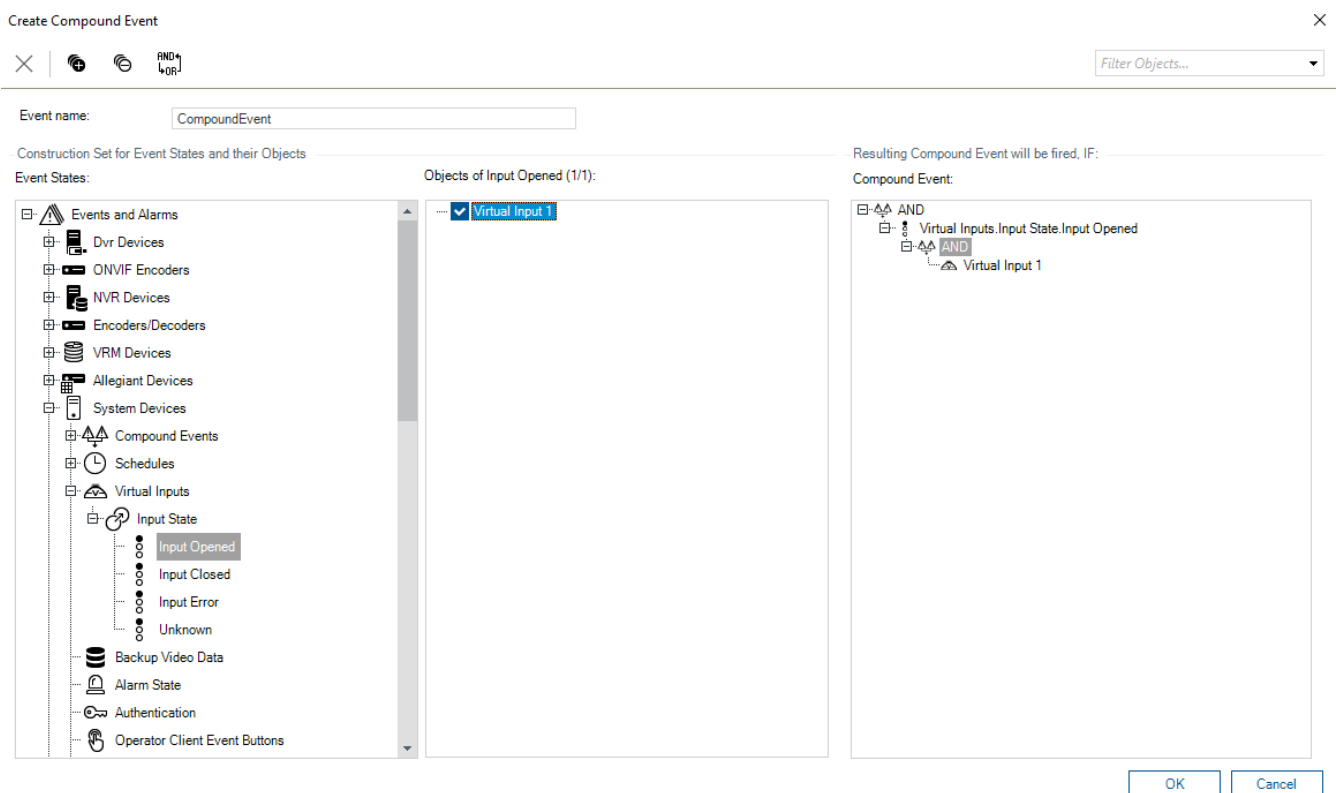 Create Compound Event
AND
OR
Filter Objects...
Event name:
CompoundEvent
Construction Set for Event States and their Objects
Event States:
Events and Alarms
Dvr Devices
ONVIF Encoders
NVR Devices
Encoders/Decoders
VRM Devices
Allegiant Devices
System Devices
Compound Events
Schedules
Virtual Inputs
Input State
Input Opened
Input Closed
Input Error
Unknown
Backup Video Data
Alarm State
Authentication
Operator Client Event Buttons
Objects of Input Opened (1/1):
Virtual Input 1
Resulting Compound Event will be fired, IF:
Compound Event:
AND
Virtual Inputs.Input State.Input Opened
AND
Virtual Input 1
OK
Cancel